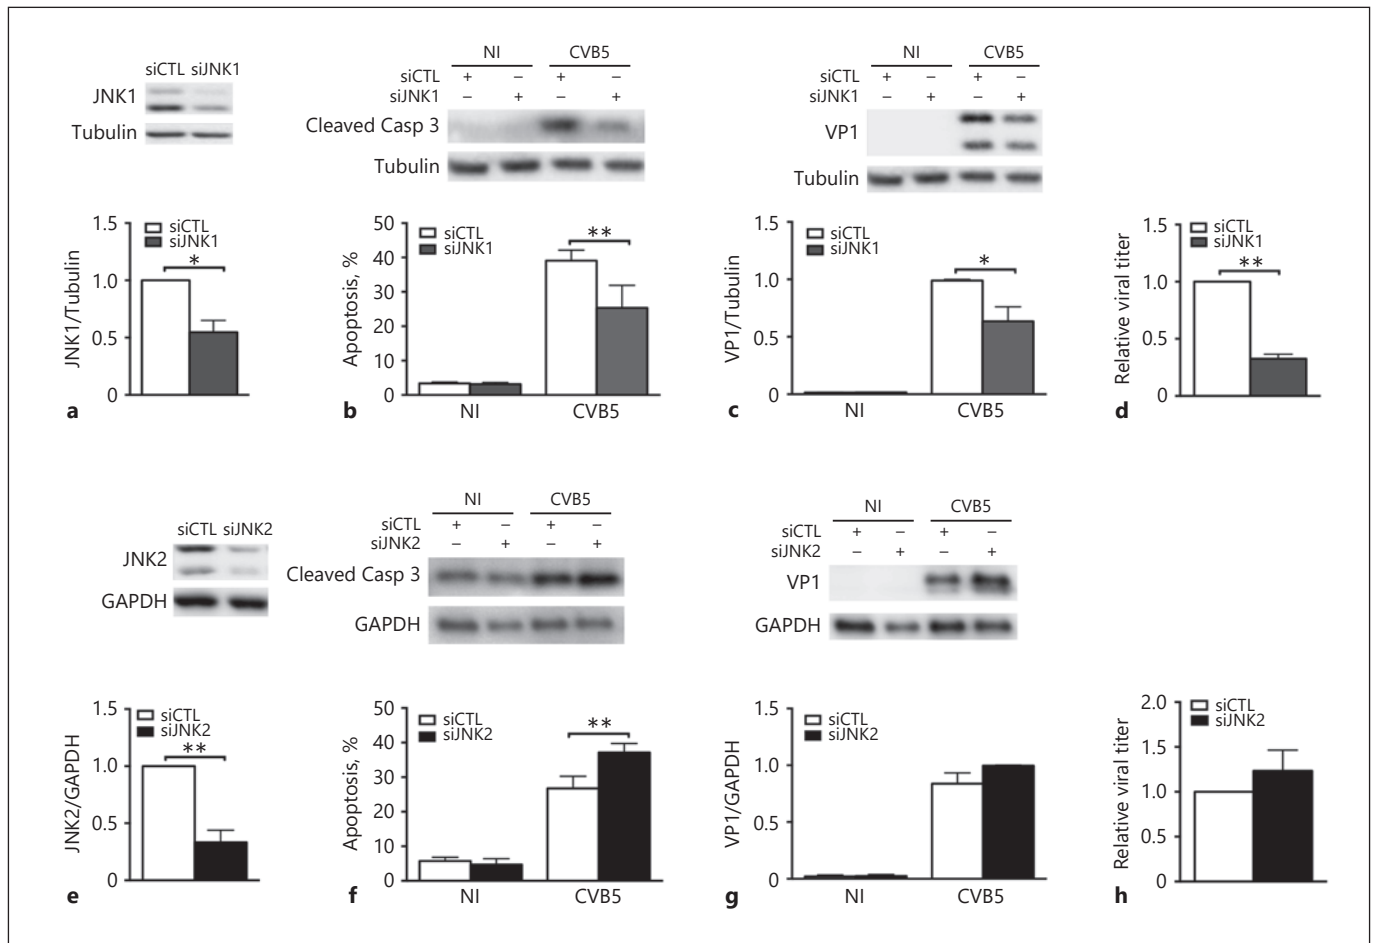 siCTL siJNK1
JNK1
Tubulin
1.5
1.0
0.5
0
JNK1/Tubulin
siCTL
siJNK1
*
a
NI CVB5
siCTL + – + –
siJNK1 – + – +
Cleaved Casp 3
Tubulin
50
40
30
20
10
0
Apoptosis, %
siCTL
siJNK1
**
NI CVB5
b
NI CVB5
siCTL + – + –
siJNK1 – + – +
VP1
Tubulin
1.5
1.0
0.5
0
VP1/Tubulin
siCTL
siJNK1
*
NI CVB5
c
1.5
1.0
0.5
0
Relative viral titer
siCTL
siJNK1
**
d
siCTL siJNK2
JNK2
GAPDH
1.5
1.0
0.5
0
JNK2/GAPDH
siCTL
siJNK2
**
e
NI CVB5
siCTL + – + –
siJNK2 – + – +
Cleaved Casp 3
GAPDH
50
40
30
20
10
0
Apoptosis, %
siCTL
siJNK2
**
NI CVB5
f
NI CVB5
siCTL + – + –
siJNK2 – + – +
VP1
GAPDH
1.5
1.0
0.5
0
VP1/GAPDH
siCTL
siJNK2
NI CVB5
g
2.0
1.5
1.0
0.5
0
Relative viral titer
siCTL
siJNK2
h